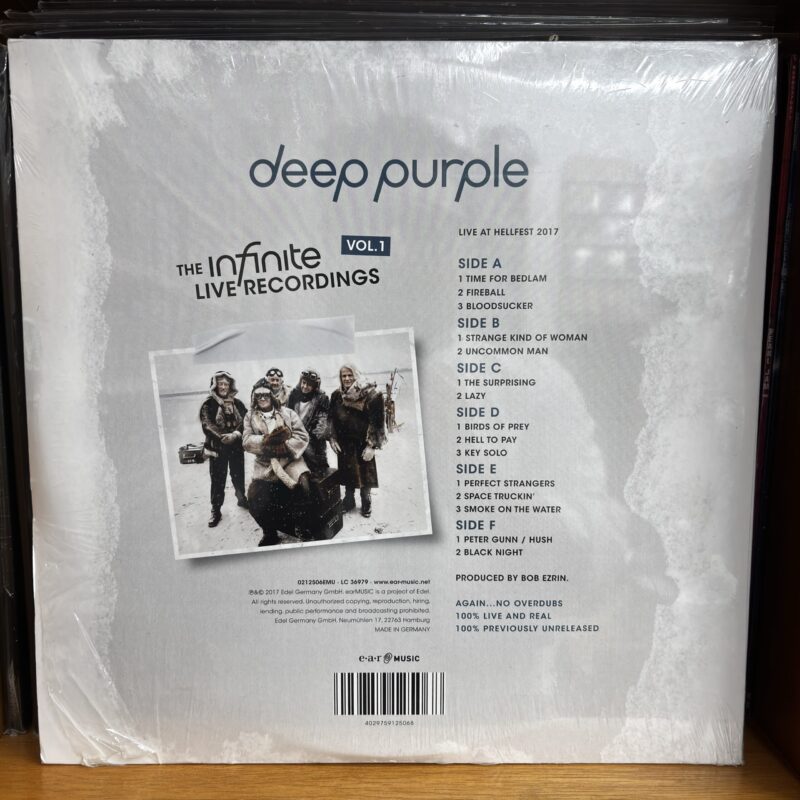 deep purple
THE infinite VOL.1
LIVE RECORDINGS
LIVE AT HELLFEST 2017
SIDE A
1 TIME FOR BEDLAM
2 FIREBALL
3 BLOODSUCKER
SIDE B
1 STRANGE KIND OF WOMAN
2 UNCOMMON MAN
SIDE C
1 THE SURPRISING
2 LAZY
SIDE D
1 BIRDS OF PREY
2 HELL TO PAY
3 KEY SOLO
SIDE E
1 PERFECT STRANGERS
2 SPACE TRUCKIN'
3 SMOKE ON THE WATER
SIDE F
1 PETER GUNN / HUSH
2 BLACK NIGHT
PRODUCED BY BOB EZRIN.
AGAIN...NO OVERDUBS
100% LIVE AND REAL
100% PREVIOUSLY UNRELEASED
0212506EMU · LC 36979 · www.ear-music.net
℗&© 2017 Edel Germany GmbH. earMUSIC is a project of Edel.
All rights reserved. Unauthorized copying, reproduction, hiring,
lending, public performance and broadcasting prohibited.
Edel Germany GmbH. Neumühlen 17, 22763 Hamburg
MADE IN GERMANY
e·a·r MUSIC
4029759125068